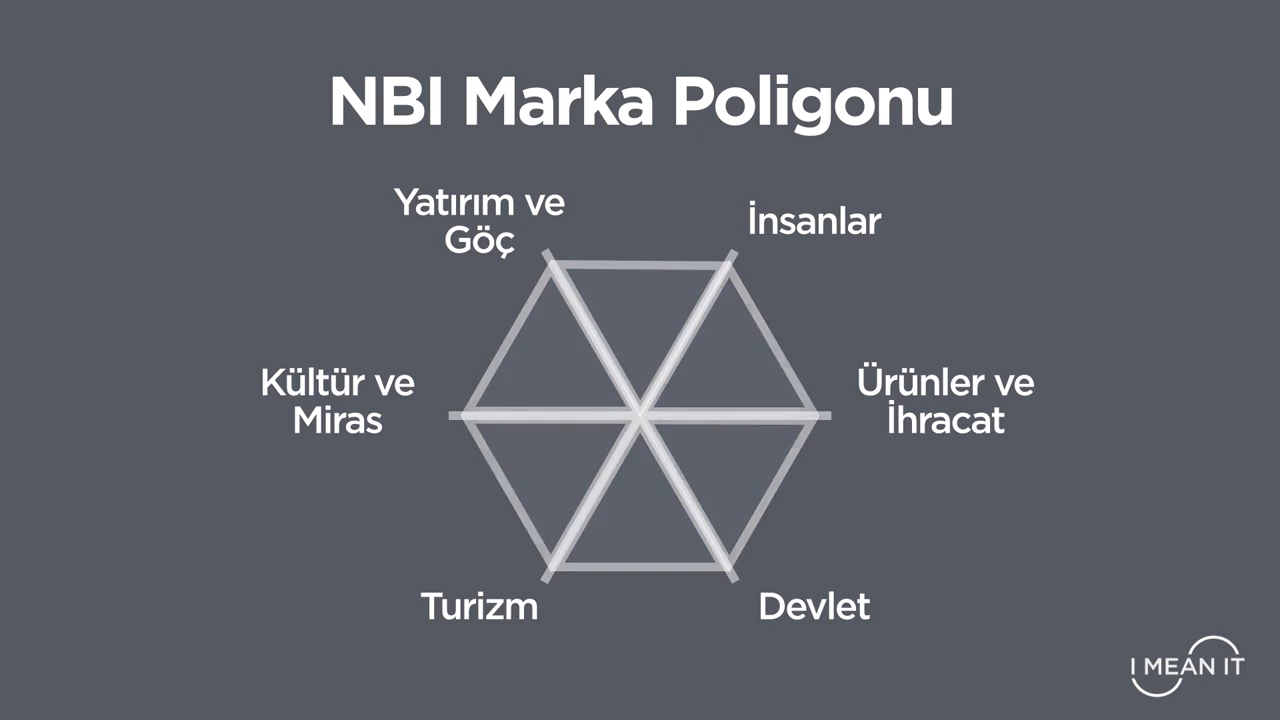 NBI Marka Poligonu
Yatırım ve
Göç
İnsanlar
Kültür ve
Miras
Ürünler ve
İhracat
Turizm
Devlet
I MEAN IT